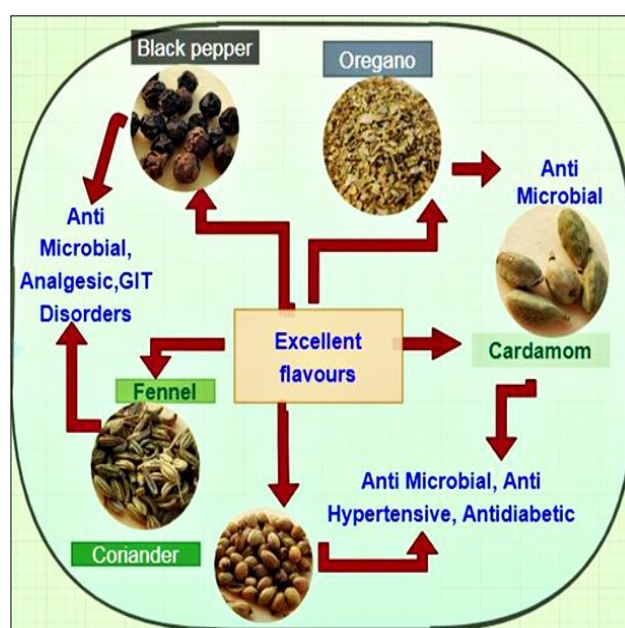 Black pepper
Oregano
Anti
Microbial
Anti
Microbial,
Analgesic,GIT
Disorders
Excellent
flavours
Cardamom
Fennel
Anti Microbial, Anti
Hypertensive, Antidiabetic
Coriander